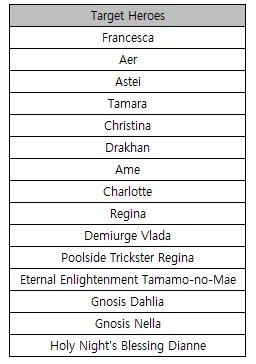 Target Heroes
Francesca
Aer
Astei
Tamara
Christina
Drakhan
Ame
Charlotte
Regina
Demiurge Vlada
Poolside Trickster Regina
Eternal Enlightenment Tamamo-no-Mae
Gnosis Dahlia
Gnosis Nella
Holy Night's Blessing Dianne